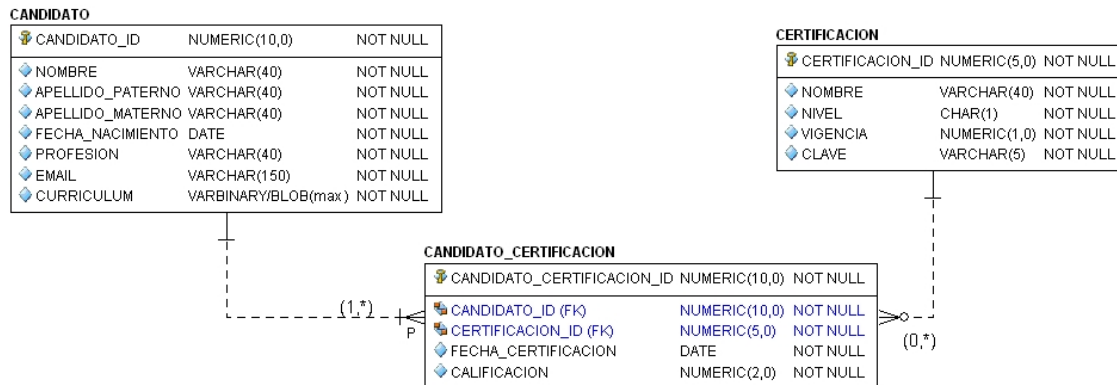 CANDIDATO
CANDIDATO_ID NUMERIC(10,0) NOT NULL
NOMBRE VARCHAR(40) NOT NULL
APELLIDO_PATERNO VARCHAR(40) NOT NULL
APELLIDO_MATERNO VARCHAR(40) NOT NULL
FECHA_NACIMIENTO DATE NOT NULL
PROFESION VARCHAR(40) NOT NULL
EMAIL VARCHAR(150) NOT NULL
CURRICULUM VARBINARY/BLOB(max) NOT NULL
CERTIFICACION
CERTIFICACION_ID NUMERIC(5,0) NOT NULL
NOMBRE VARCHAR(40) NOT NULL
NIVEL CHAR(1) NOT NULL
VIGENCIA NUMERIC(1,0) NOT NULL
CLAVE VARCHAR(5) NOT NULL
CANDIDATO_CERTIFICACION
CANDIDATO_CERTIFICACION_ID NUMERIC(10,0) NOT NULL
CANDIDATO_ID (FK) NUMERIC(10,0) NOT NULL
CERTIFICACION_ID (FK) NUMERIC(5,0) NOT NULL
FECHA_CERTIFICACION DATE NOT NULL
CALIFICACION NUMERIC(2,0) NOT NULL
(1,*)
P
(0,*)